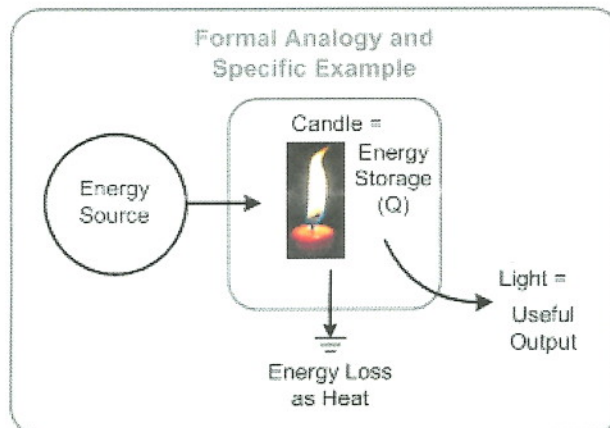 Formal Analogy and
Specific Example
Candle =
Energy
Storage
(Q)
Energy
Source
Light =
Useful
Output
Energy Loss
as Heat